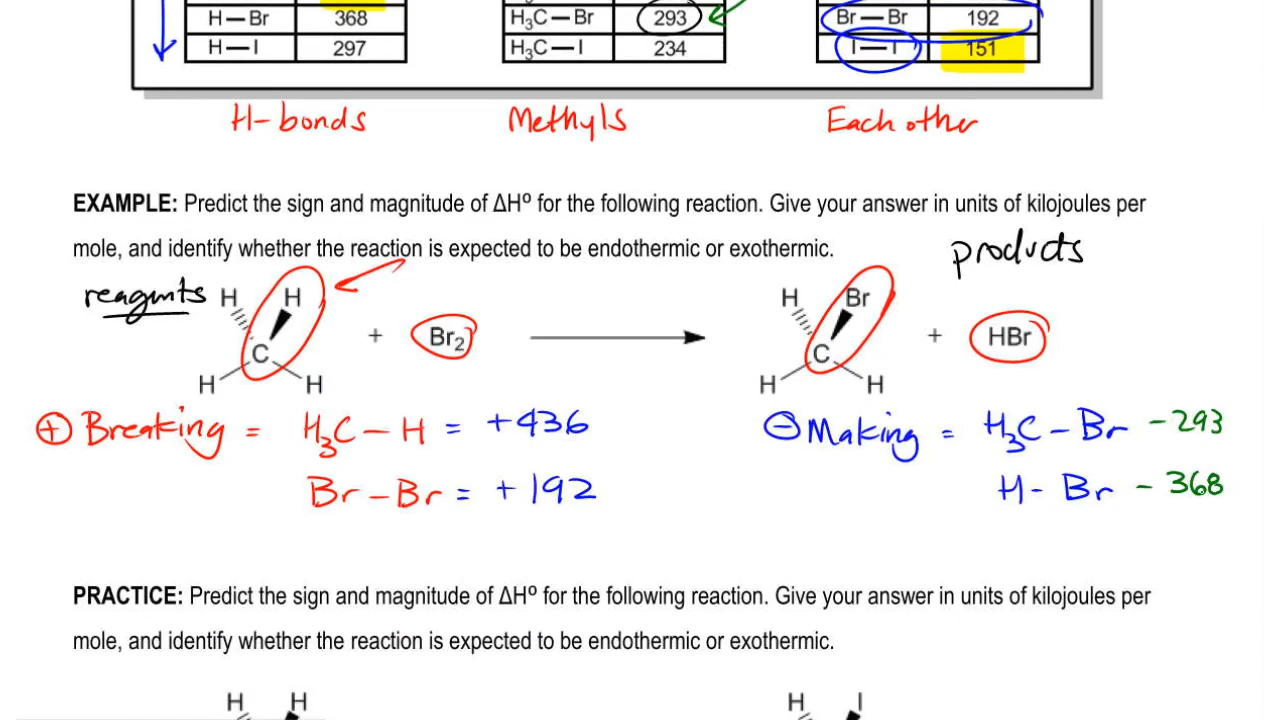 H—Br 368 H₃C—Br 293 Br—Br 192
H—I 297 H₃C—I 234 I—I 151
H-bonds Methyls Each other
EXAMPLE: Predict the sign and magnitude of ΔHº for the following reaction. Give your answer in units of kilojoules per
mole, and identify whether the reaction is expected to be endothermic or exothermic.
products
reagents H H H Br
C + Br₂ C + HBr
H H H H
⊕ Breaking = H₃C-H = +436 ⊖ Making = H₃C-Br -293
Br-Br = +192 H-Br -368
PRACTICE: Predict the sign and magnitude of ΔHº for the following reaction. Give your answer in units of kilojoules per
mole, and identify whether the reaction is expected to be endothermic or exothermic.
H H H I